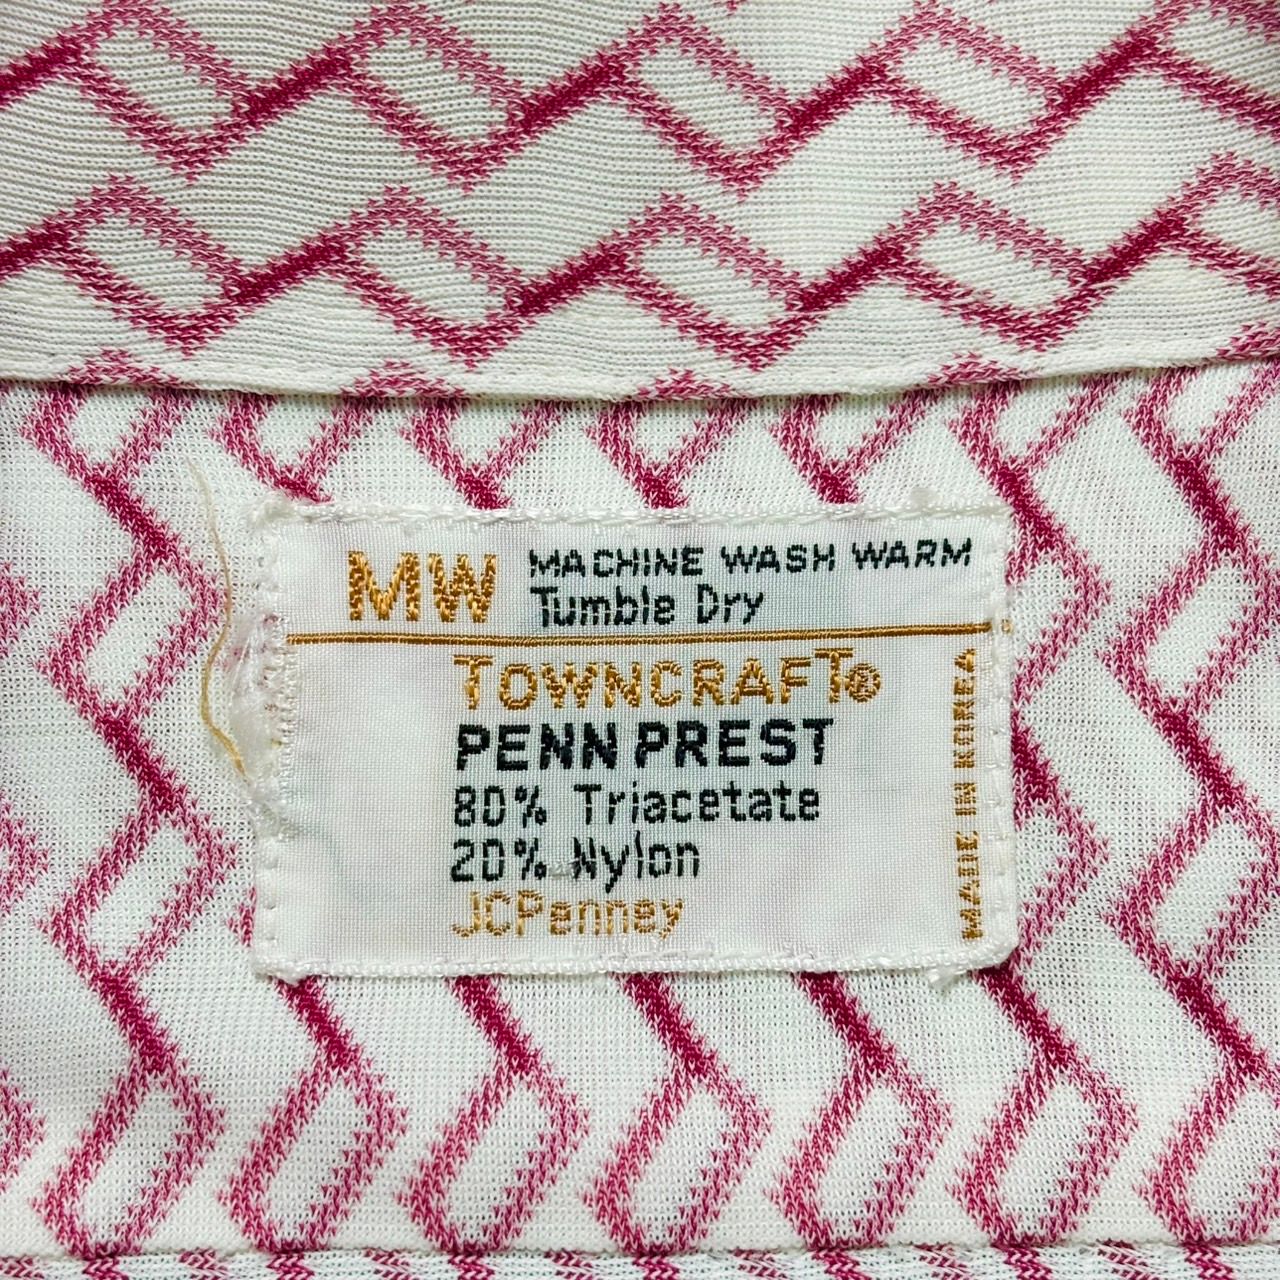 MW MACHINE WASH WARM
Tumble Dry
TOWNCRAFT®
PENN PREST
80% Triacetate
20% Nylon
JCPenney
MADE IN KOREA